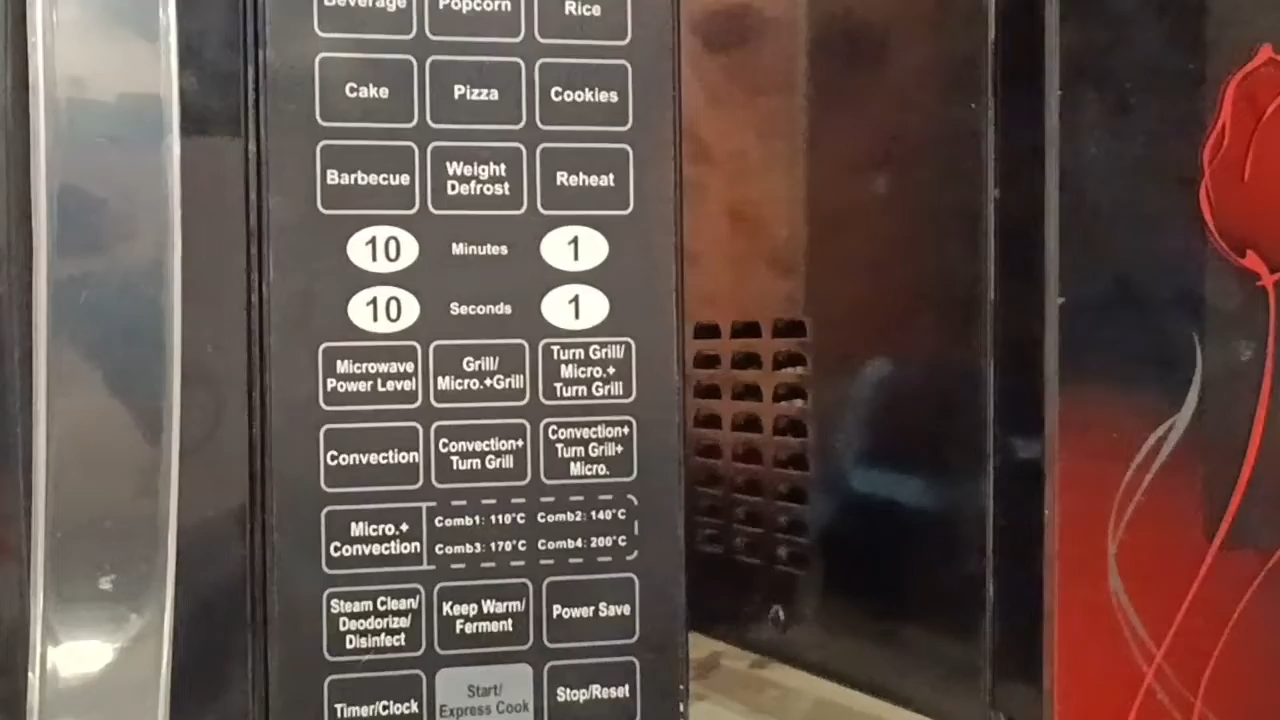 Beverage Popcorn Rice
Cake Pizza Cookies
Barbecue Weight Defrost Reheat
10 Minutes 1
10 Seconds 1
Microwave Power Level
Grill/ Micro.+Grill
Turn Grill/ Micro.+ Turn Grill
Convection
Convection+ Turn Grill
Convection+ Turn Grill+ Micro.
Micro.+ Convection
Comb1: 110°C Comb2: 140°C
Comb3: 170°C Comb4: 200°C
Steam Clean/ Deodorize/ Disinfect
Keep Warm/ Ferment
Power Save
Timer/Clock
Start/ Express Cook
Stop/Reset